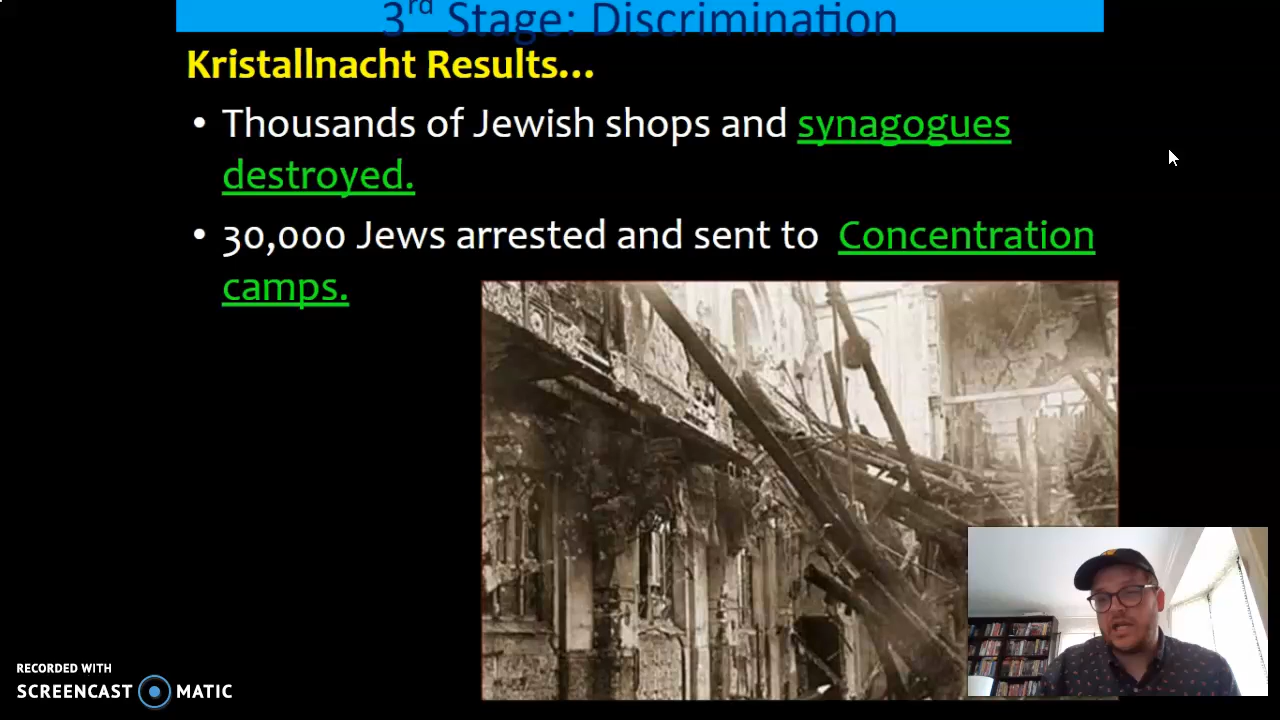 3rd Stage: Discrimination
Kristallnacht Results...
• Thousands of Jewish shops and synagogues
destroyed.
• 30,000 Jews arrested and sent to Concentration
camps.
RECORDED WITH
SCREENCAST MATIC